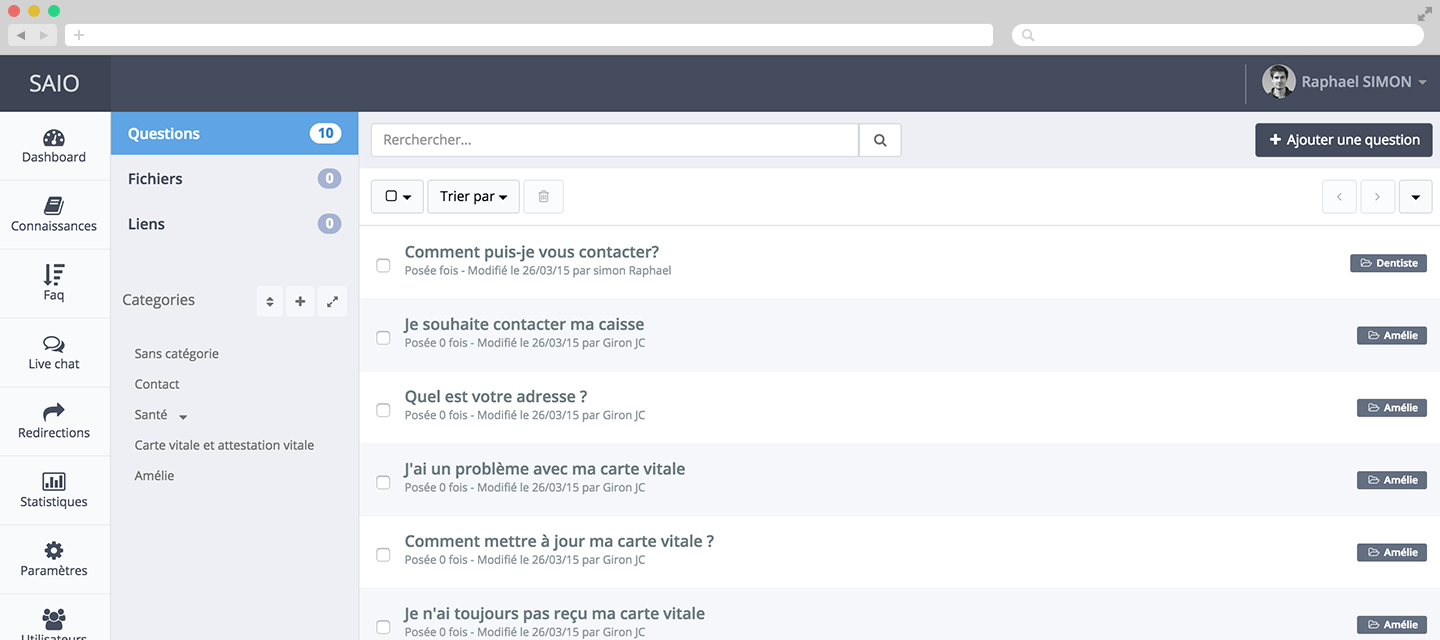 SAIO
Raphael SIMON
Dashboard
Connaissances
Faq
Live chat
Redirections
Statistiques
Paramètres
Utilisateurs
Questions 10
Fichiers 0
Liens 0
Categories
Sans catégorie
Contact
Santé
Carte vitale et attestation vitale
Amélie
Rerchercher...
Ajouter une question
Trier par
Comment puis-je vous contacter?
Posée fois - Modifié le 26/03/15 par simon Raphael
Dentiste
Je souhaite contacter ma caisse
Posée 0 fois - Modifié le 26/03/15 par Giron JC
Amélie
Quel est votre adresse ?
Posée 0 fois - Modifié le 26/03/15 par Giron JC
Amélie
J'ai un problème avec ma carte vitale
Posée 0 fois - Modifié le 26/03/15 par Giron JC
Amélie
Comment mettre à jour ma carte vitale ?
Posée 0 fois - Modifié le 26/03/15 par Giron JC
Amélie
Je n'ai toujours pas reçu ma carte vitale
Posée 0 fois - Modifié le 26/03/15 par Giron JC
Amélie